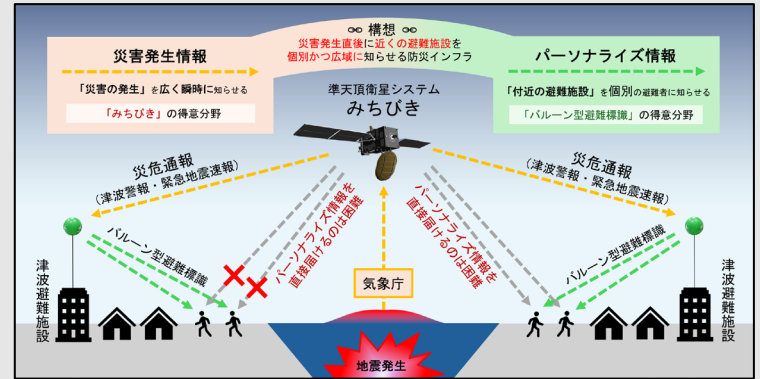 構想
災害発生直後に近くの避難施設を
個別かつ広域に知らせる防災インフラ
災害発生情報
「災害の発生」を広く瞬時に知らせる
「みちびき」の得意分野
パーソナライズ情報
「付近の避難施設」を個別の避難者に知らせる
「バルーン型避難標識」の得意分野
準天頂衛星システム
みちびき
災危通報
（津波警報・緊急地震速報）
災危通報
（津波警報・緊急地震速報）
パーソナライズ情報を
直接届けるのは困難
パーソナライズ情報を
直接届けるのは困難
バルーン型避難標識
バルーン型避難標識
津波避難施設
津波避難施設
気象庁
地震発生